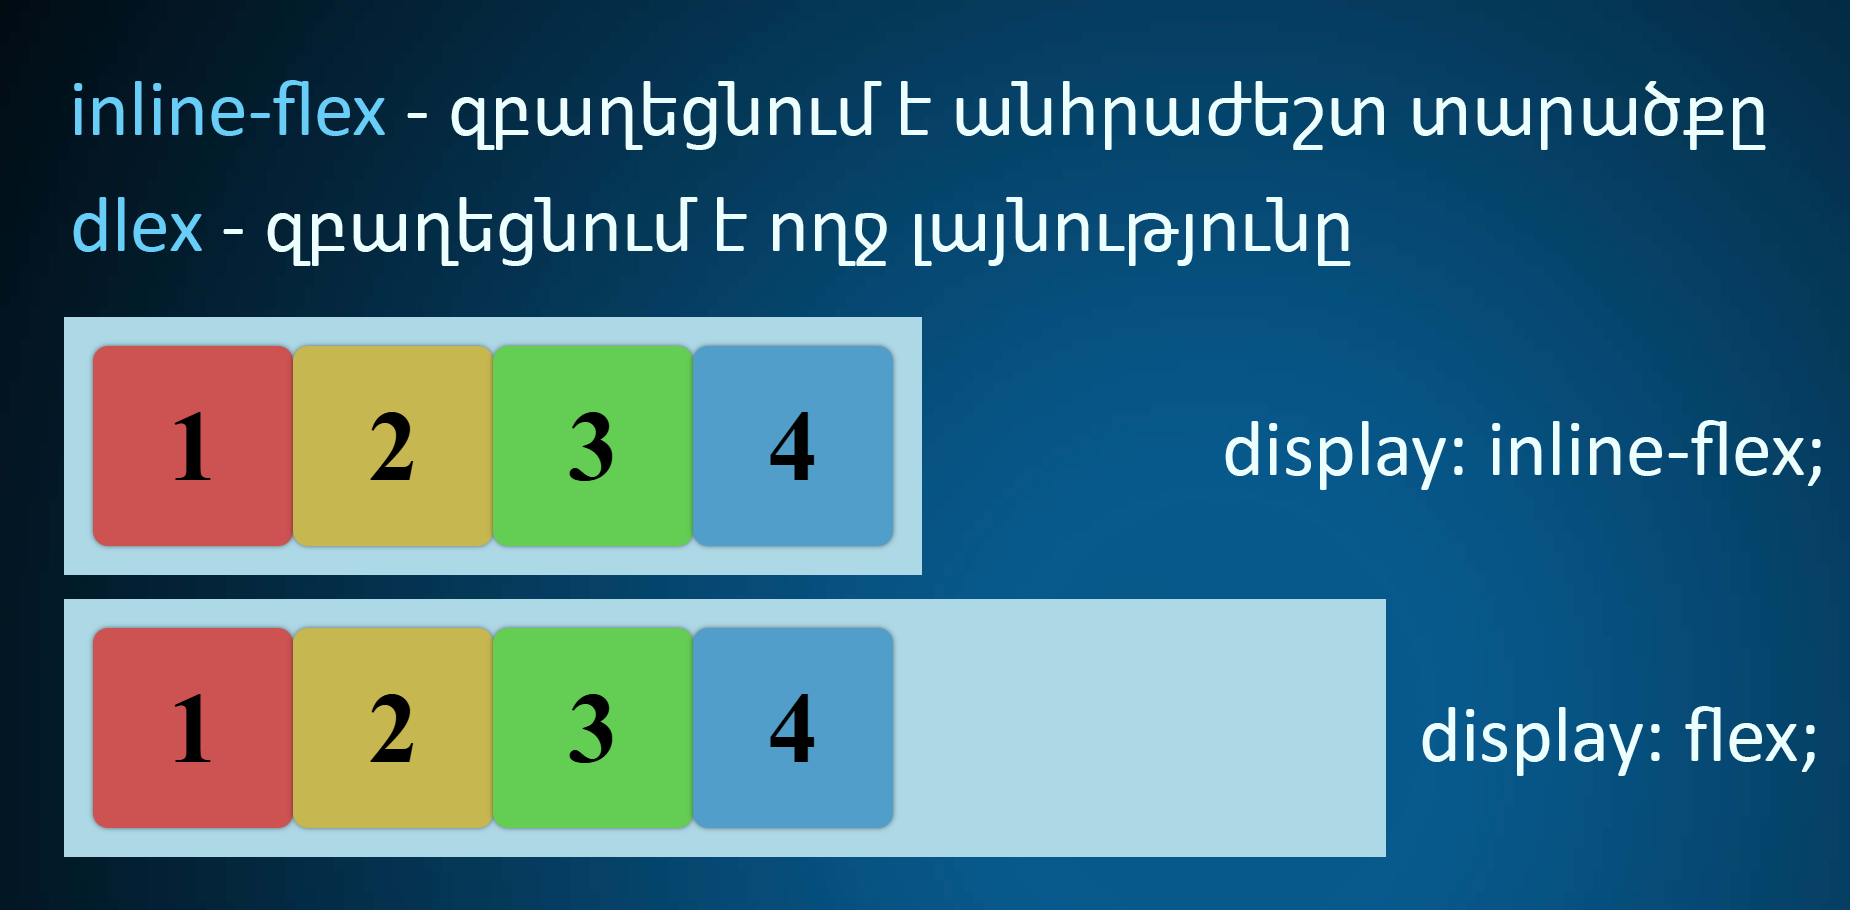 inline-flex - զբաղեցնում է անհրաժեշտ տարածքը
dlex - զբաղեցնում է ողջ լայնությունը
1 2 3 4
display: inline-flex;
1 2 3 4
display: flex;